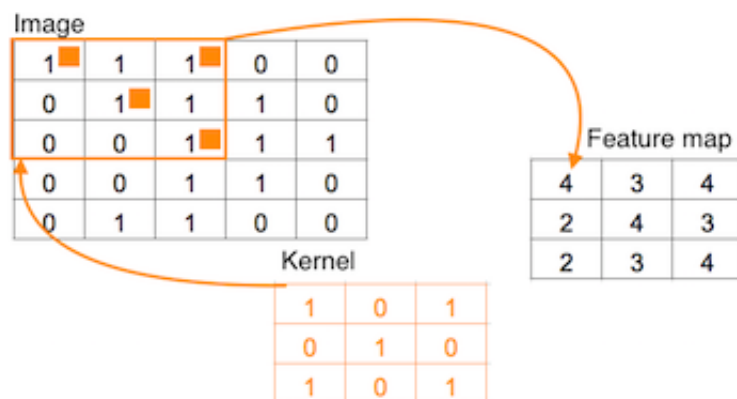 Image
1 1 1 0 0
0 1 1 1 0
0 0 1 1 1
0 0 1 1 0
0 1 1 0 0
Feature map
4 3 4
2 4 3
2 3 4
Kernel
1 0 1
0 1 0
1 0 1